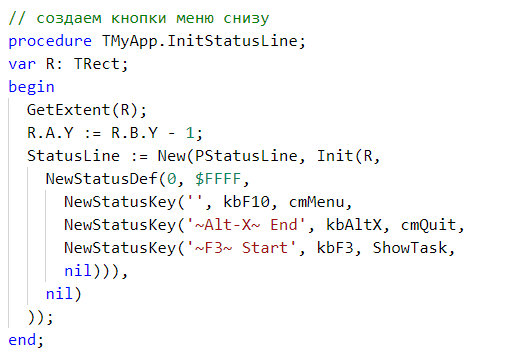 // создаем кнопки меню снизу
procedure TMyApp.InitStatusLine;
var R: TRect;
begin
  GetExtent(R);
  R.A.Y := R.B.Y - 1;
  StatusLine := New(PStatusLine, Init(R,
    NewStatusDef(0, $FFFF,
      NewStatusKey('', kbF10, cmMenu,
      NewStatusKey('~Alt-X~ End', kbAltX, cmQuit,
      NewStatusKey('~F3~ Start', kbF3, ShowTask,
      nil))),
    nil)
  ));
end;